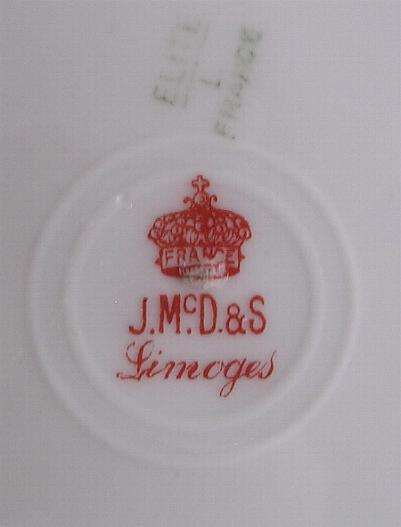 ELITE
L
FRANCE
FRANCE
J.McD.&S
Limoges